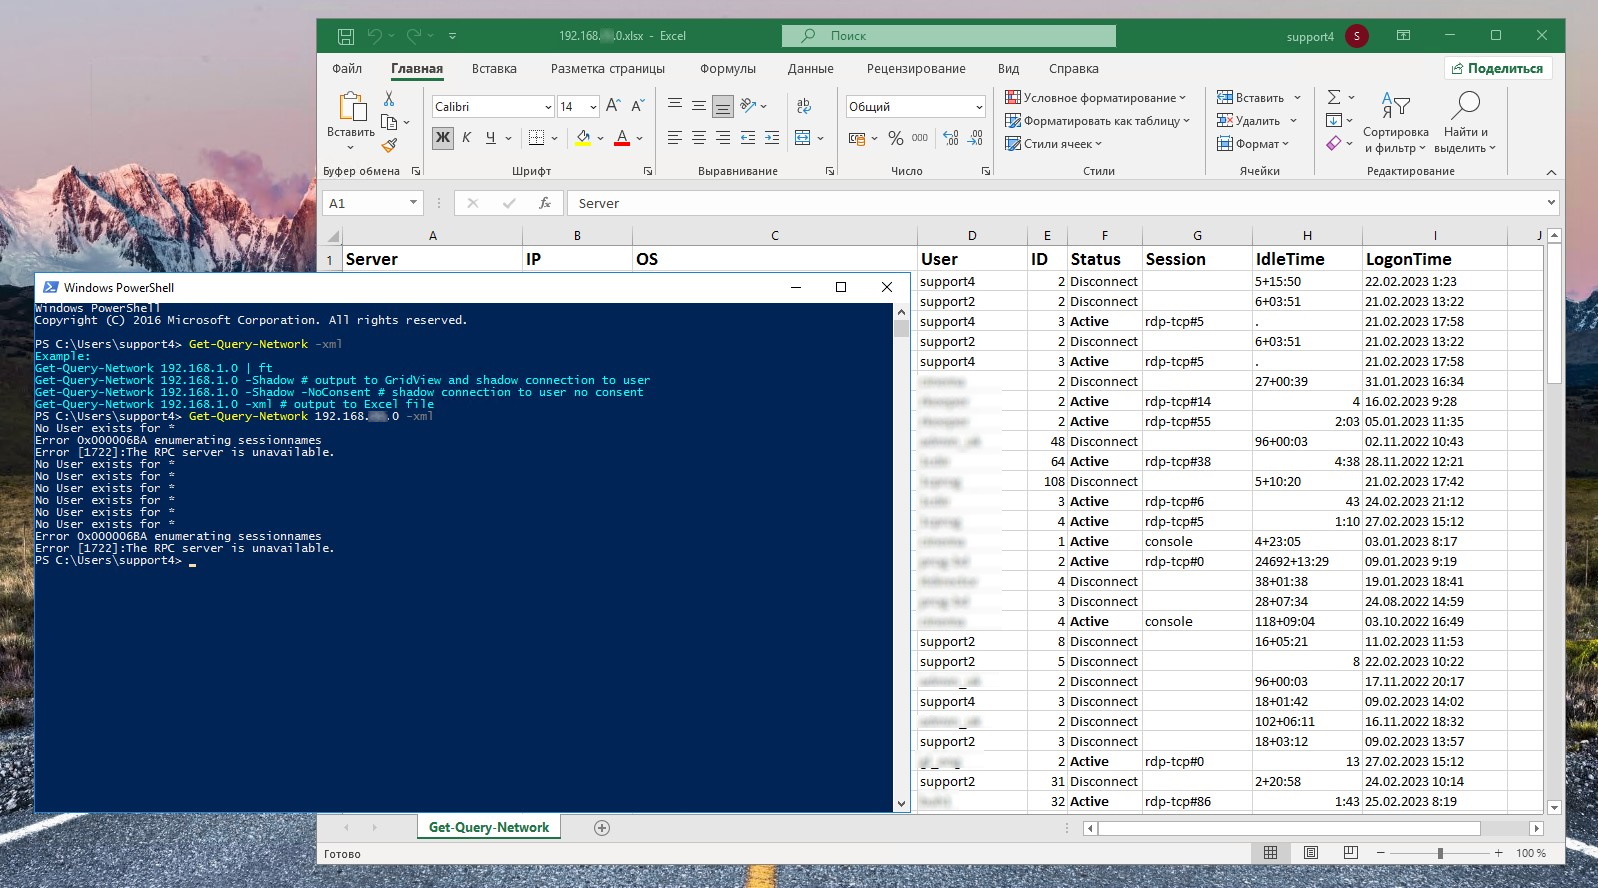 192.168. .0.xlsx - Excel
Поиск
support4
S
Файл Главная Вставка Разметка страницы Формулы Данные Рецензирование Вид Справка
Поделиться
Вставить
Буфер обмена
Calibri 14
Ж К Ч
Шрифт
Выравнивание
Общий
% 000
Число
Условное форматирование
Форматировать как таблицу
Стили ячеек
Стили
Вставить
Удалить
Формат
Ячейки
Сортировка
и фильтр
Найти и
выделить
Редактирование
A1
fx
Server
A B C D E F G H I J
1 Server IP OS User ID Status Session IdleTime LogonTime
support4 2 Disconnect 5+15:50 22.02.2023 1:23
support2 2 Disconnect 6+03:51 21.02.2023 13:22
support4 3 Active rdp-tcp#5 . 21.02.2023 17:58
support2 2 Disconnect 6+03:51 21.02.2023 13:22
support4 3 Active rdp-tcp#5 . 21.02.2023 17:58
2 Disconnect 27+00:39 31.01.2023 16:34
2 Active rdp-tcp#14 4 16.02.2023 9:28
2 Active rdp-tcp#55 2:03 05.01.2023 11:35
48 Disconnect 96+00:03 02.11.2022 10:43
64 Active rdp-tcp#38 4:38 28.11.2022 12:21
108 Disconnect 5+10:20 21.02.2023 17:42
3 Active rdp-tcp#6 43 24.02.2023 21:12
4 Active rdp-tcp#5 1:10 27.02.2023 15:12
1 Active console 4+23:05 03.01.2023 8:17
2 Active rdp-tcp#0 24692+13:29 09.01.2023 9:19
4 Disconnect 38+01:38 19.01.2023 18:41
3 Disconnect 28+07:34 24.08.2022 14:59
4 Active console 118+09:04 03.10.2022 16:49
support2 8 Disconnect 16+05:21 11.02.2023 11:53
support2 5 Disconnect 8 22.02.2023 10:22
2 Disconnect 96+00:03 17.11.2022 20:17
support4 3 Disconnect 18+01:42 09.02.2023 14:02
2 Disconnect 102+06:11 16.11.2022 18:32
support2 3 Disconnect 18+03:12 09.02.2023 13:57
2 Active rdp-tcp#0 13 27.02.2023 15:12
support2 31 Disconnect 2+20:58 24.02.2023 10:14
32 Active rdp-tcp#86 1:43 25.02.2023 8:19
Get-Query-Network
Готово
100 %
Windows PowerShell
Windows PowerShell
Copyright (C) 2016 Microsoft Corporation. All rights reserved.
PS C:\Users\support4> Get-Query-Network -xml
Example:
Get-Query-Network 192.168.1.0 | ft
Get-Query-Network 192.168.1.0 -Shadow # output to GridView and shadow connection to user
Get-Query-Network 192.168.1.0 -Shadow -NoConsent # shadow connection to user no consent
Get-Query-Network 192.168.1.0 -xml # output to Excel file
PS C:\Users\support4> Get-Query-Network 192.168. .0 -xml
No User exists for *
Error 0x000006BA enumerating sessionnames
Error [1722]:The RPC server is unavailable.
No User exists for *
No User exists for *
No User exists for *
No User exists for *
No User exists for *
No User exists for *
Error 0x000006BA enumerating sessionnames
Error [1722]:The RPC server is unavailable.
PS C:\Users\support4>